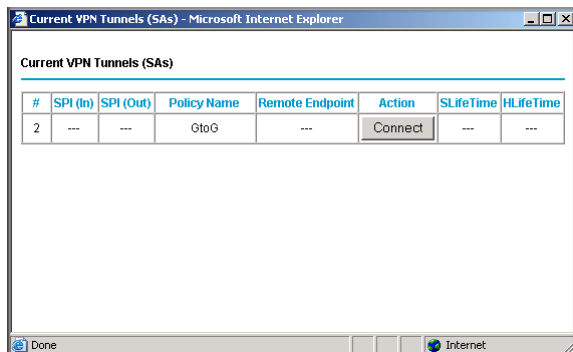 Current VPN Tunnels (SAs) - Microsoft Internet Explorer
Current VPN Tunnels (SAs)
# SPI (In) SPI (Out) Policy Name Remote Endpoint Action SLifeTime HLifeTime
2 --- --- GtoG --- Connect --- ---
Done Internet